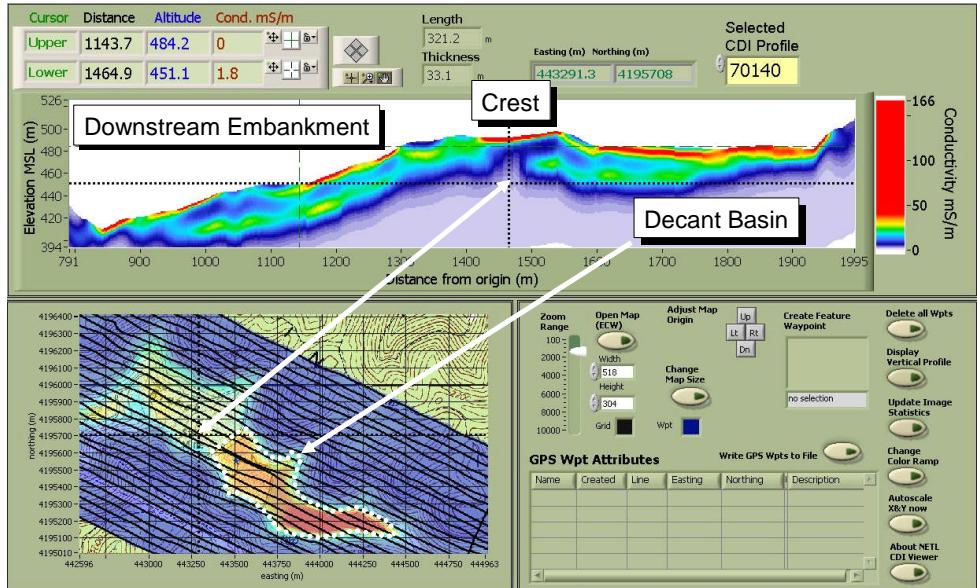 Cursor Distance Altitude Cond. mS/m
Upper 1143.7 484.2 0
Lower 1464.9 451.1 1.8
Length
321.2 m
Thickness
33.1 m
Easting (m) Northing (m)
443291.3 4195708
Selected
CDI Profile
70140
Downstream Embankment
Crest
Decant Basin
Elevation MSL (m)
526
500
480
460
440
420
394
791 900 1000 1100 1200 1300 1400 1500 1600 1700 1800 1900 1995
Distance from origin (m)
166
100
50
0
Conductivity mS/m
northing (m)
4196400
4196200
4196100
4196000
4195900
4195800
4195700
4195600
4195500
4195400
4195300
4195200
4195100
4195010
442596 443000 443250 443500 443750 444000 444250 444500 444750 444963
easting (m)
Zoom
Range
100
2000
4000
6000
8000
10000
Open Map
(ECW)
Width
518
Height
304
Grid
Wpt
Adjust Map
Origin
Up
Lt Rt
Dn
Change
Map Size
Create Feature
Waypoint
no selection
Write GPS Wpts to File
GPS Wpt Attributes
Name Created Line Easting Northing Description
Delete all Wpts
Display
Vertical Profile
Update Image
Statistics
Change
Color Ramp
Autoscale
X&Y now
About NETL
CDI Viewer